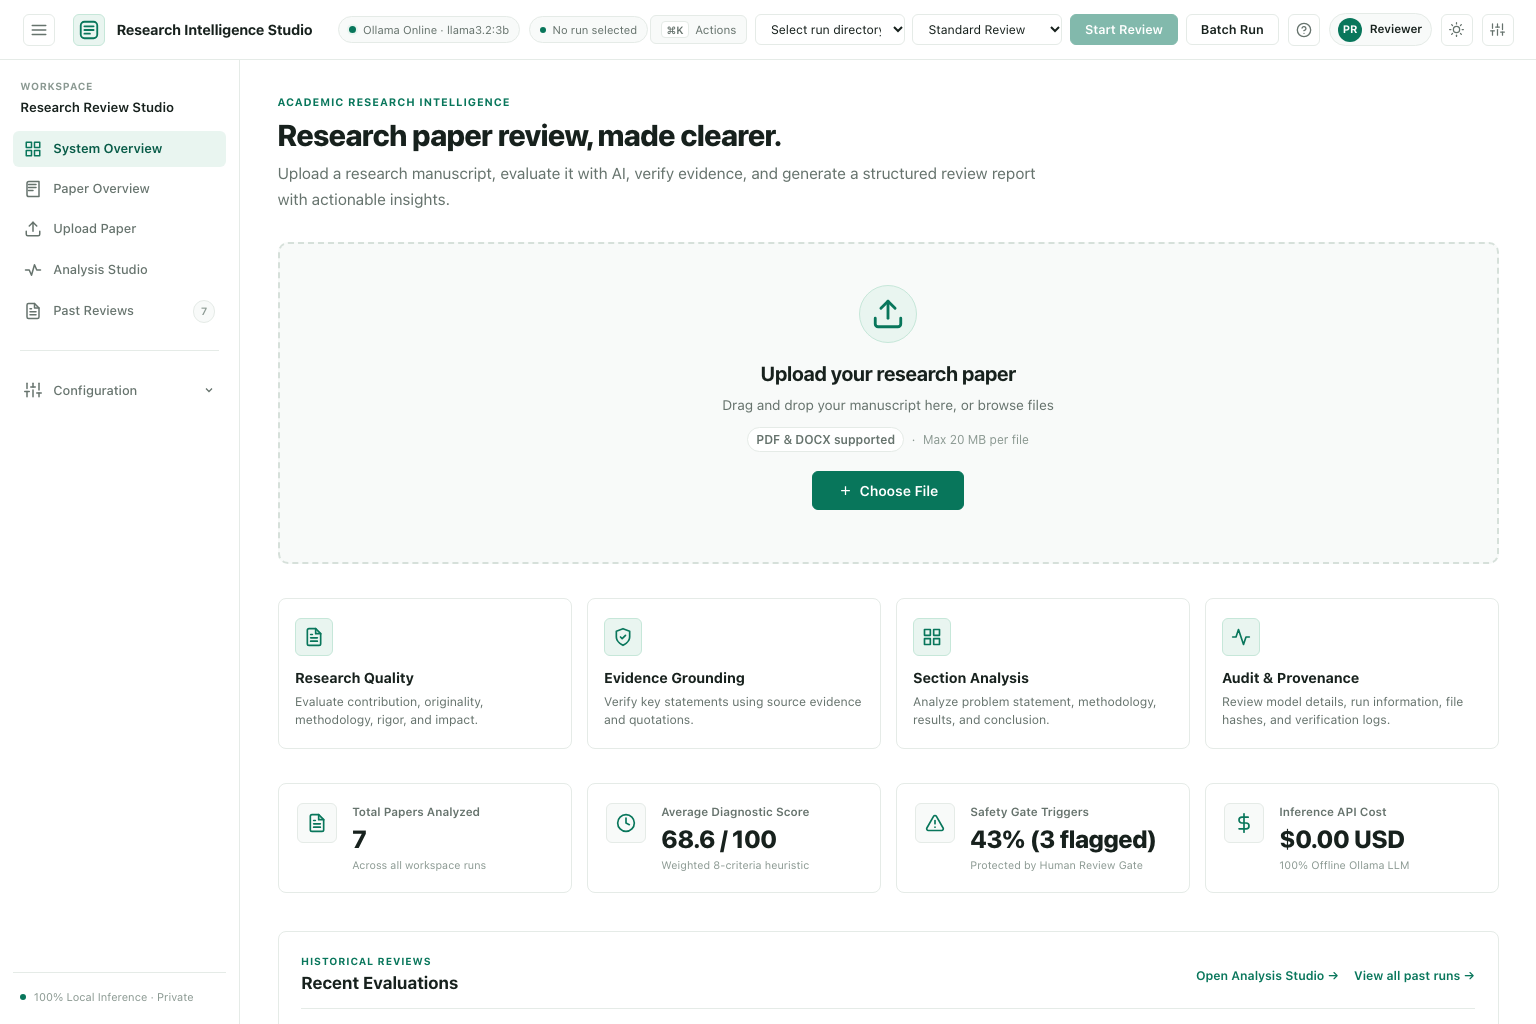 Research Intelligence Studio
Ollama Online · llama3.2:3b
No run selected
⌘K Actions
Select run directory
Standard Review
Start Review
Batch Run
PR Reviewer
WORKSPACE
Research Review Studio
System Overview
Paper Overview
Upload Paper
Analysis Studio
Past Reviews 7
Configuration
100% Local Inference · Private
ACADEMIC RESEARCH INTELLIGENCE
Research paper review, made clearer.
Upload a research manuscript, evaluate it with AI, verify evidence, and generate a structured review report
with actionable insights.
Upload your research paper
Drag and drop your manuscript here, or browse files
PDF & DOCX supported · Max 20 MB per file
+ Choose File
Research Quality
Evaluate contribution, originality,
methodology, rigor, and impact.
Evidence Grounding
Verify key statements using source evidence
and quotations.
Section Analysis
Analyze problem statement, methodology,
results, and conclusion.
Audit & Provenance
Review model details, run information, file
hashes, and verification logs.
Total Papers Analyzed
7
Across all workspace runs
Average Diagnostic Score
68.6 / 100
Weighted 8-criteria heuristic
Safety Gate Triggers
43% (3 flagged)
Protected by Human Review Gate
Inference API Cost
$0.00 USD
100% Offline Ollama LLM
HISTORICAL REVIEWS
Recent Evaluations
Open Analysis Studio →
View all past runs →